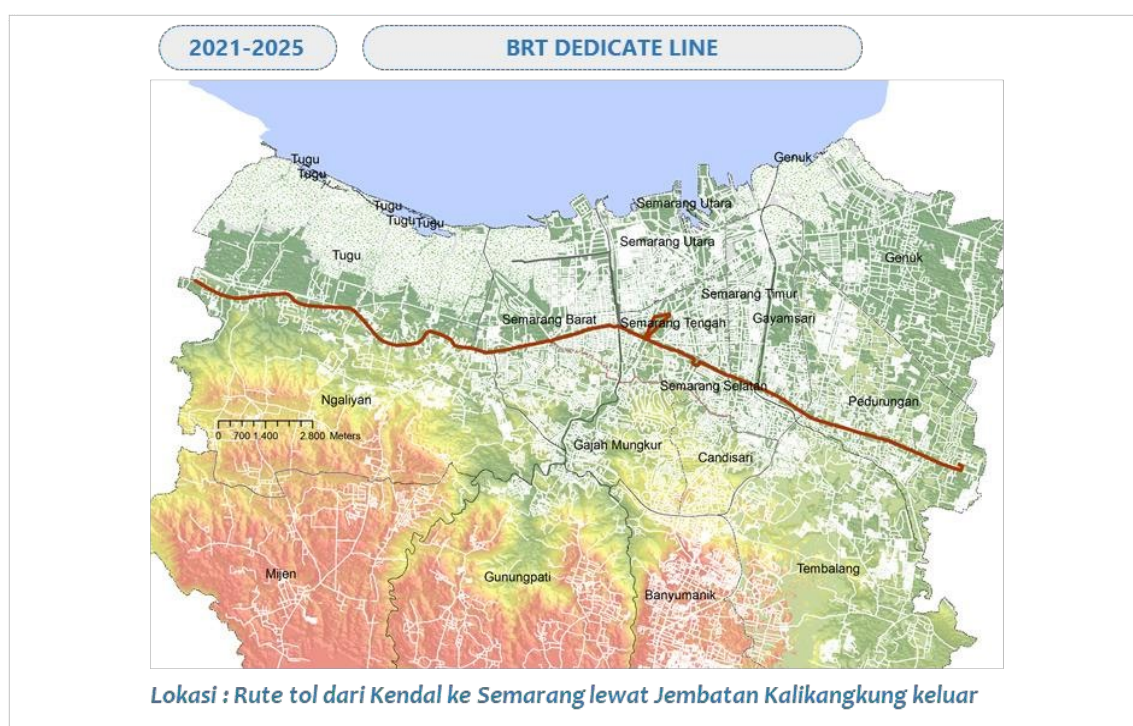 2021-2025
BRT DEDICATE LINE
Tugu
Tugu
Genuk
Tugu
Tugu Tugu
Semarang Utara
Semarang Utara
Tugu
Genuk
Semarang Timur
Semarang Barat
Semarang Tengah
Gayamsari
Semarang Selatan
Ngaliyan
Pedurungan
0 700 1.400 2.800 Meters
Gajah Mungkur
Candisari
Mijen
Gunungpati
Tembalang
Banyumanik
Lokasi : Rute tol dari Kendal ke Semarang lewat Jembatan Kalikangkung keluar